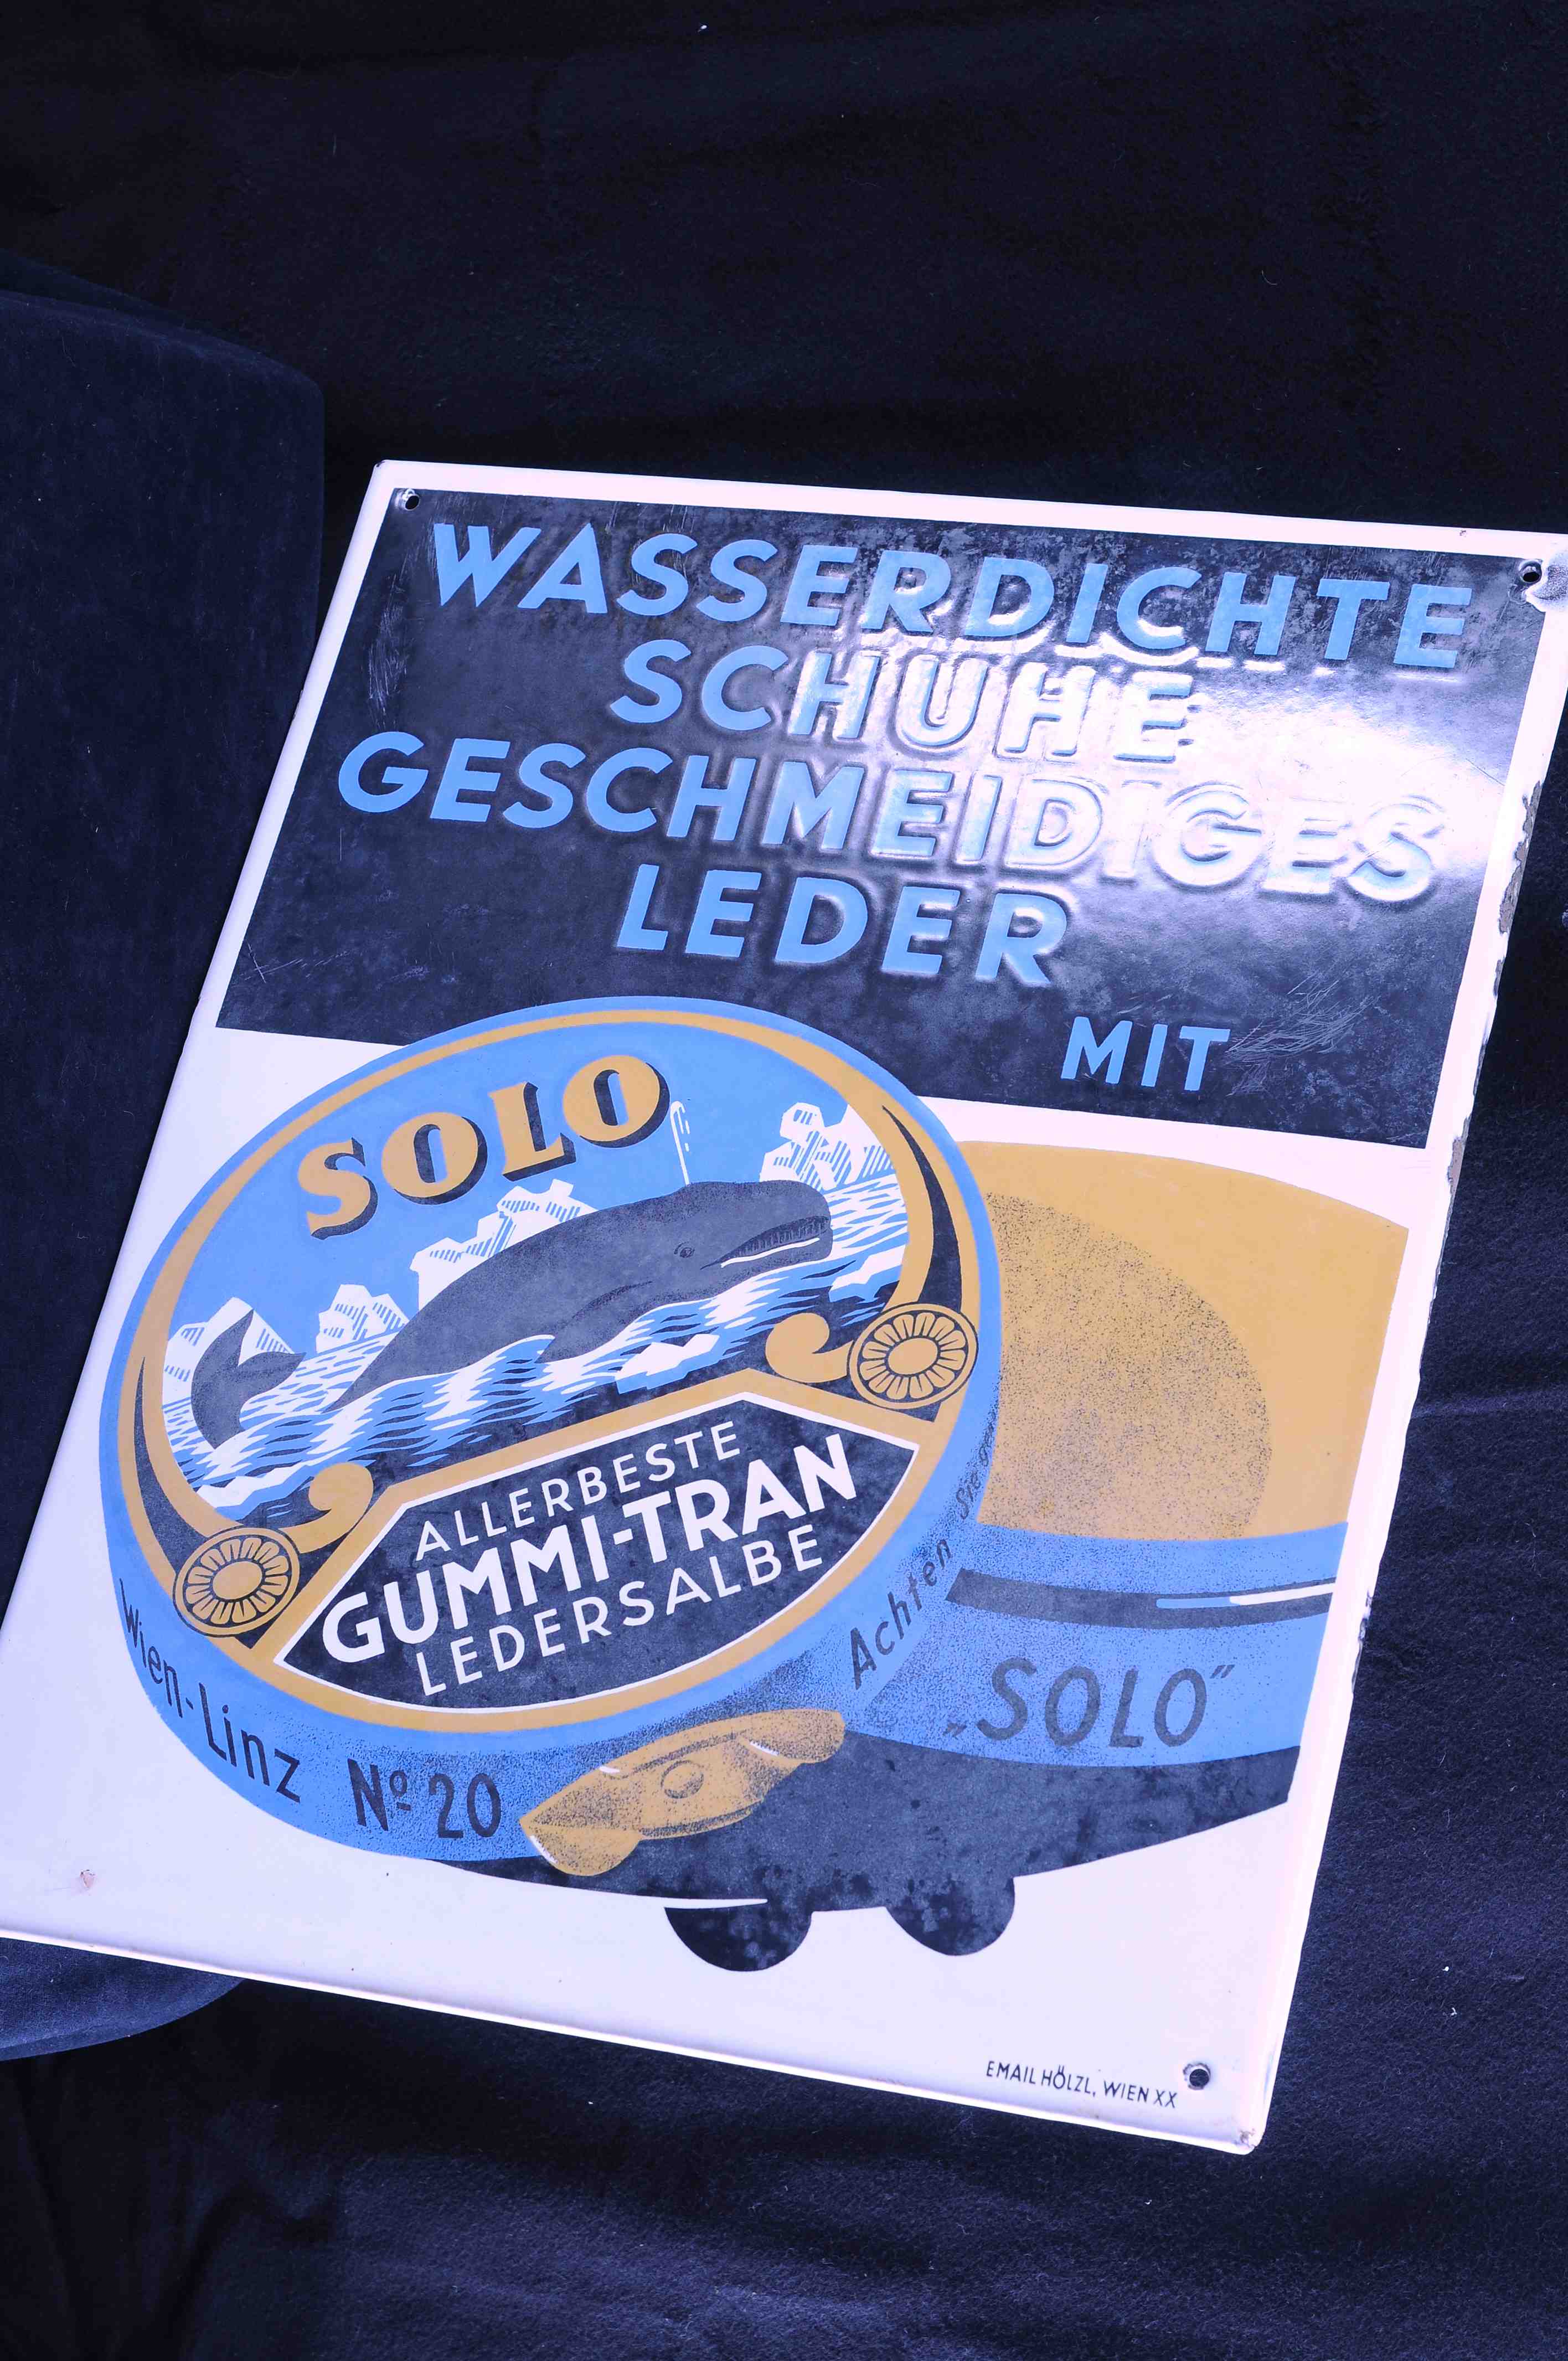 WASSERDICHTE
SCHUHE
GESCHMEIDIGES
LEDER
MIT
SOLO
ALLERBESTE
GUMMI-TRAN
LEDERSALBE
Wien-Linz Nº 20
Achten Sie
„SOLO"
EMAIL HÖLZL, WIEN XX